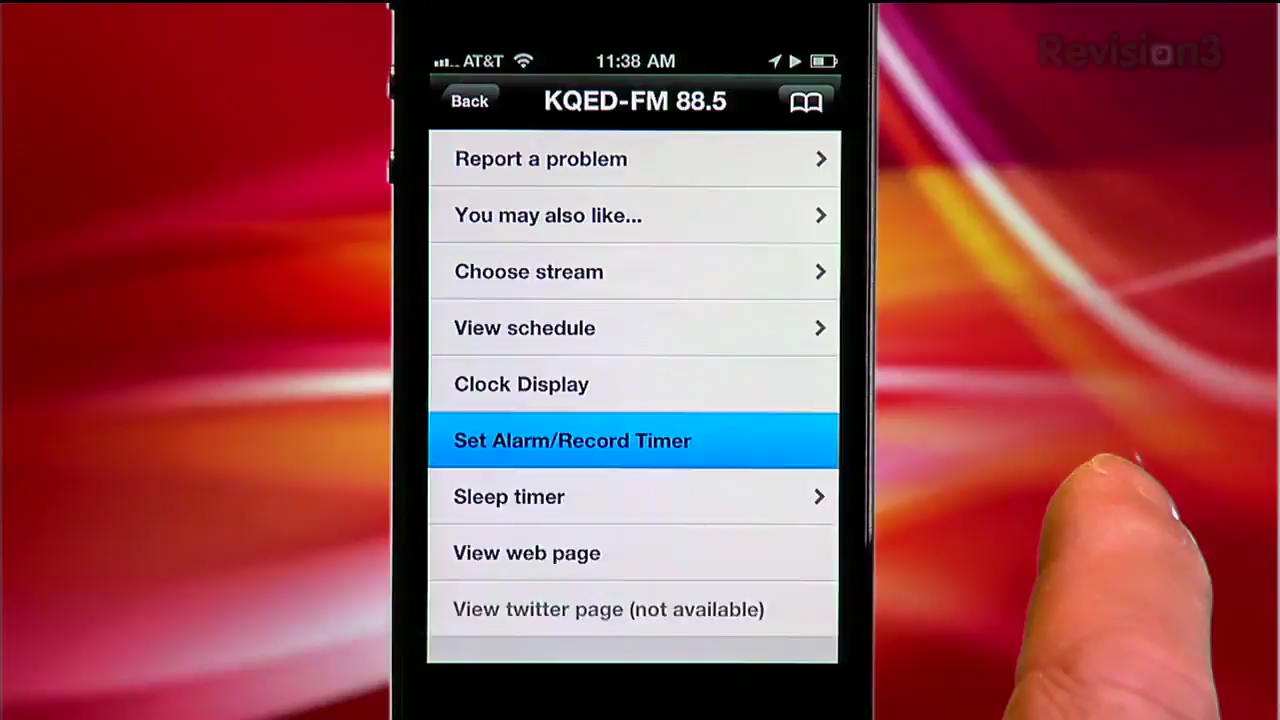 Revision3
AT&T 11:38 AM
Back KQED-FM 88.5
Report a problem
You may also like...
Choose stream
View schedule
Clock Display
Set Alarm/Record Timer
Sleep timer
View web page
View twitter page (not available)